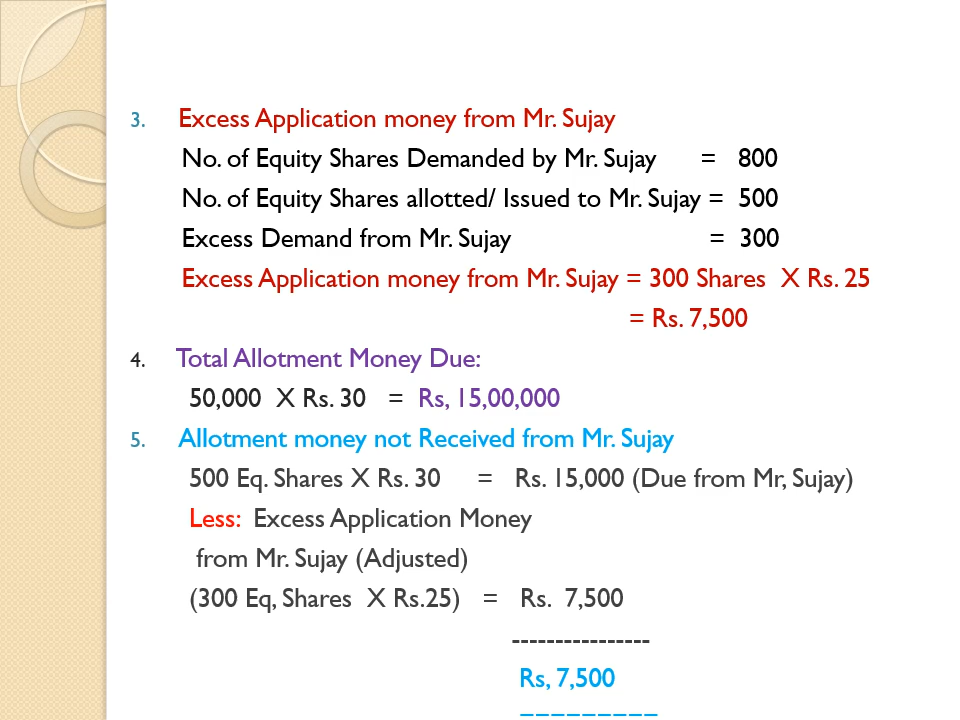 3. Excess Application money from Mr. Sujay
No. of Equity Shares Demanded by Mr. Sujay = 800
No. of Equity Shares allotted/ Issued to Mr. Sujay = 500
Excess Demand from Mr. Sujay = 300
Excess Application money from Mr. Sujay = 300 Shares X Rs. 25
= Rs. 7,500
4. Total Allotment Money Due:
50,000 X Rs. 30 = Rs, 15,00,000
5. Allotment money not Received from Mr. Sujay
500 Eq. Shares X Rs. 30 = Rs. 15,000 (Due from Mr, Sujay)
Less: Excess Application Money
from Mr. Sujay (Adjusted)
(300 Eq, Shares X Rs.25) = Rs. 7,500
----------------
Rs, 7,500
=========